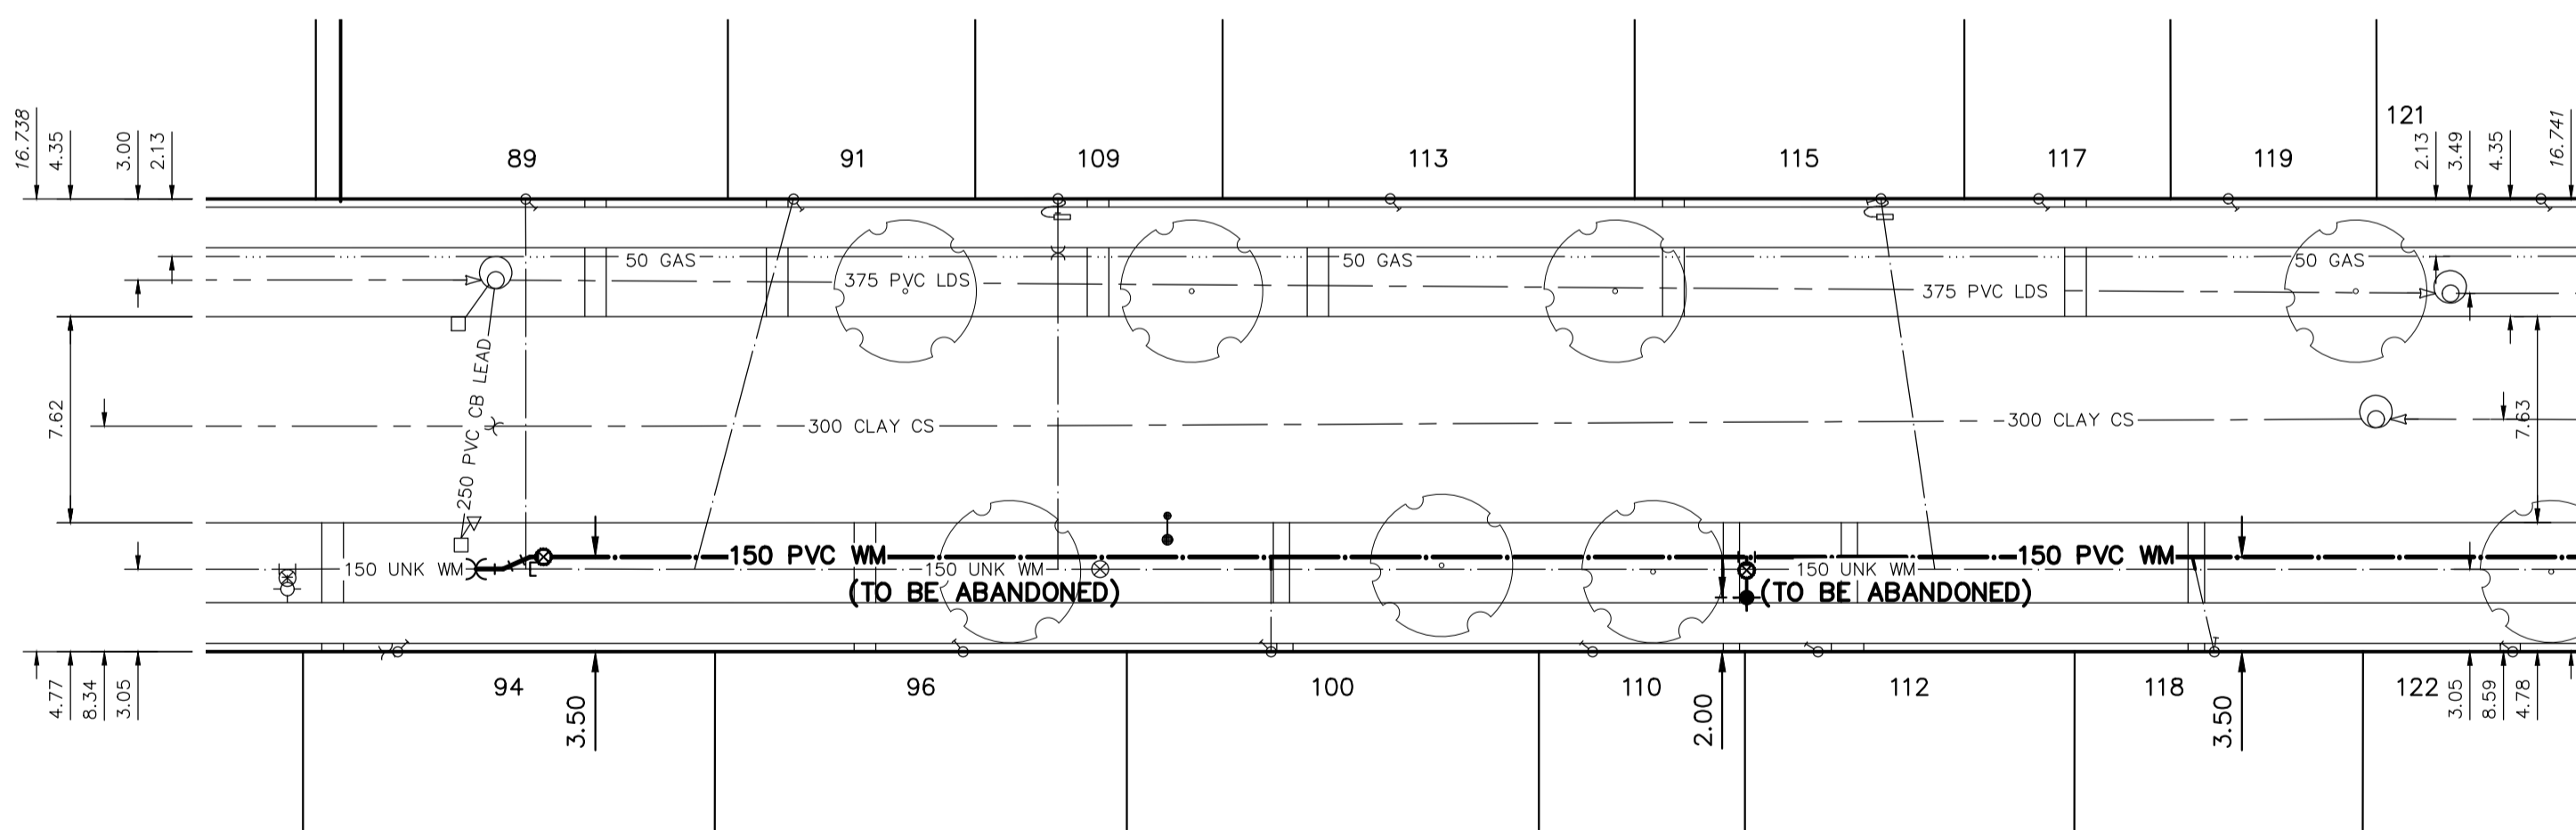 121
16.738
4.35
3.00
2.13
89
91
109
113
115
117
119
2.13
3.49
4.35
16.741
50 GAS
50 GAS
50 GAS
375 PVC LDS
375 PVC LDS
250 PVC CB LEAD
7.62
300 CLAY CS
300 CLAY CS
7.63
150 PVC WM
150 PVC WM
150 UNK WM
150 UNK WM
150 UNK WM
(TO BE ABANDONED)
(TO BE ABANDONED)
4.77
8.34
3.05
94
3.50
96
100
110
2.00
112
118
3.50
122
3.05
8.59
4.78